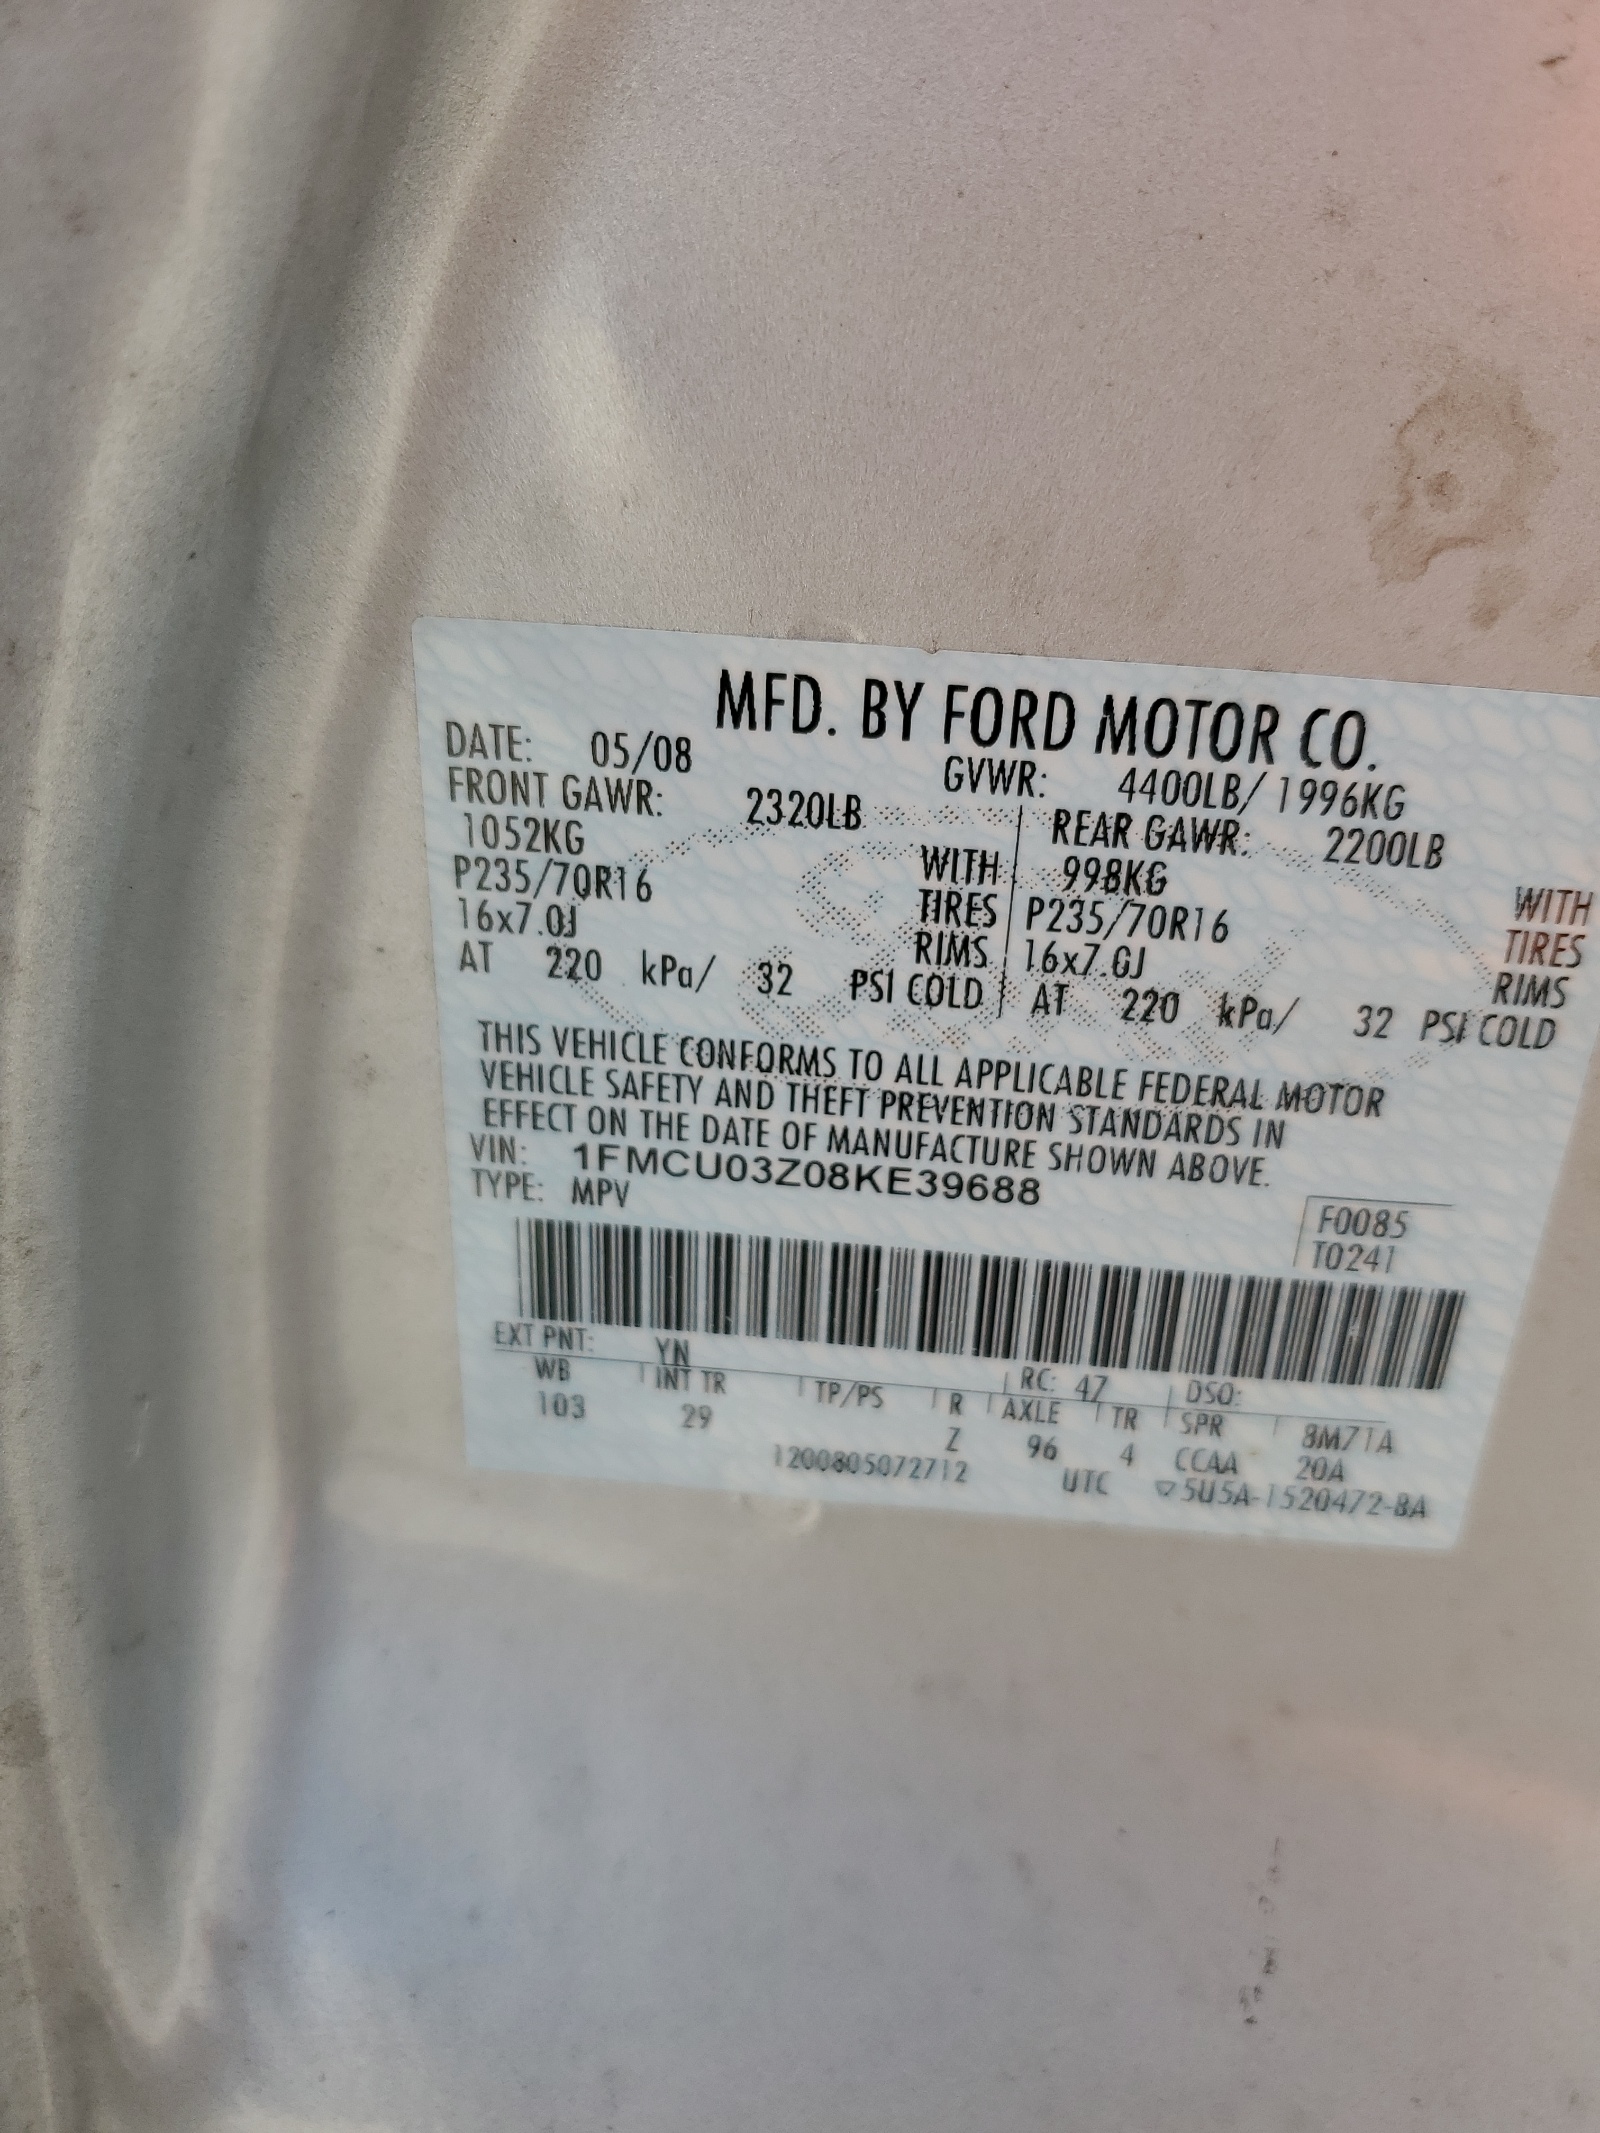 MFD. BY FORD MOTOR CO.
DATE: 05/08 GVWR: 4400LB/ 1996KG
FRONT GAWR: 2320LB REAR GAWR: 2200LB
1052KG WITH 998KG WITH
P235/70R16 TIRES P235/70R16 TIRES
16x7.0J RIMS 16x7.0J RIMS
AT 220 kPa/ 32 PSI COLD AT 220 kPa/ 32 PSI COLD
THIS VEHICLE CONFORMS TO ALL APPLICABLE FEDERAL MOTOR
VEHICLE SAFETY AND THEFT PREVENTION STANDARDS IN
EFFECT ON THE DATE OF MANUFACTURE SHOWN ABOVE.
VIN: 1FMCU03Z08KE39688
TYPE: MPV
F0085
T0241
EXT PNT: YN RC: 47 DSO:
WB INT TR TP/PS R AXLE TR SPR 8M71A
103 29 Z 96 4 CCAA 20A
1200805072712 UTC ▽5U5A-1520472-BA